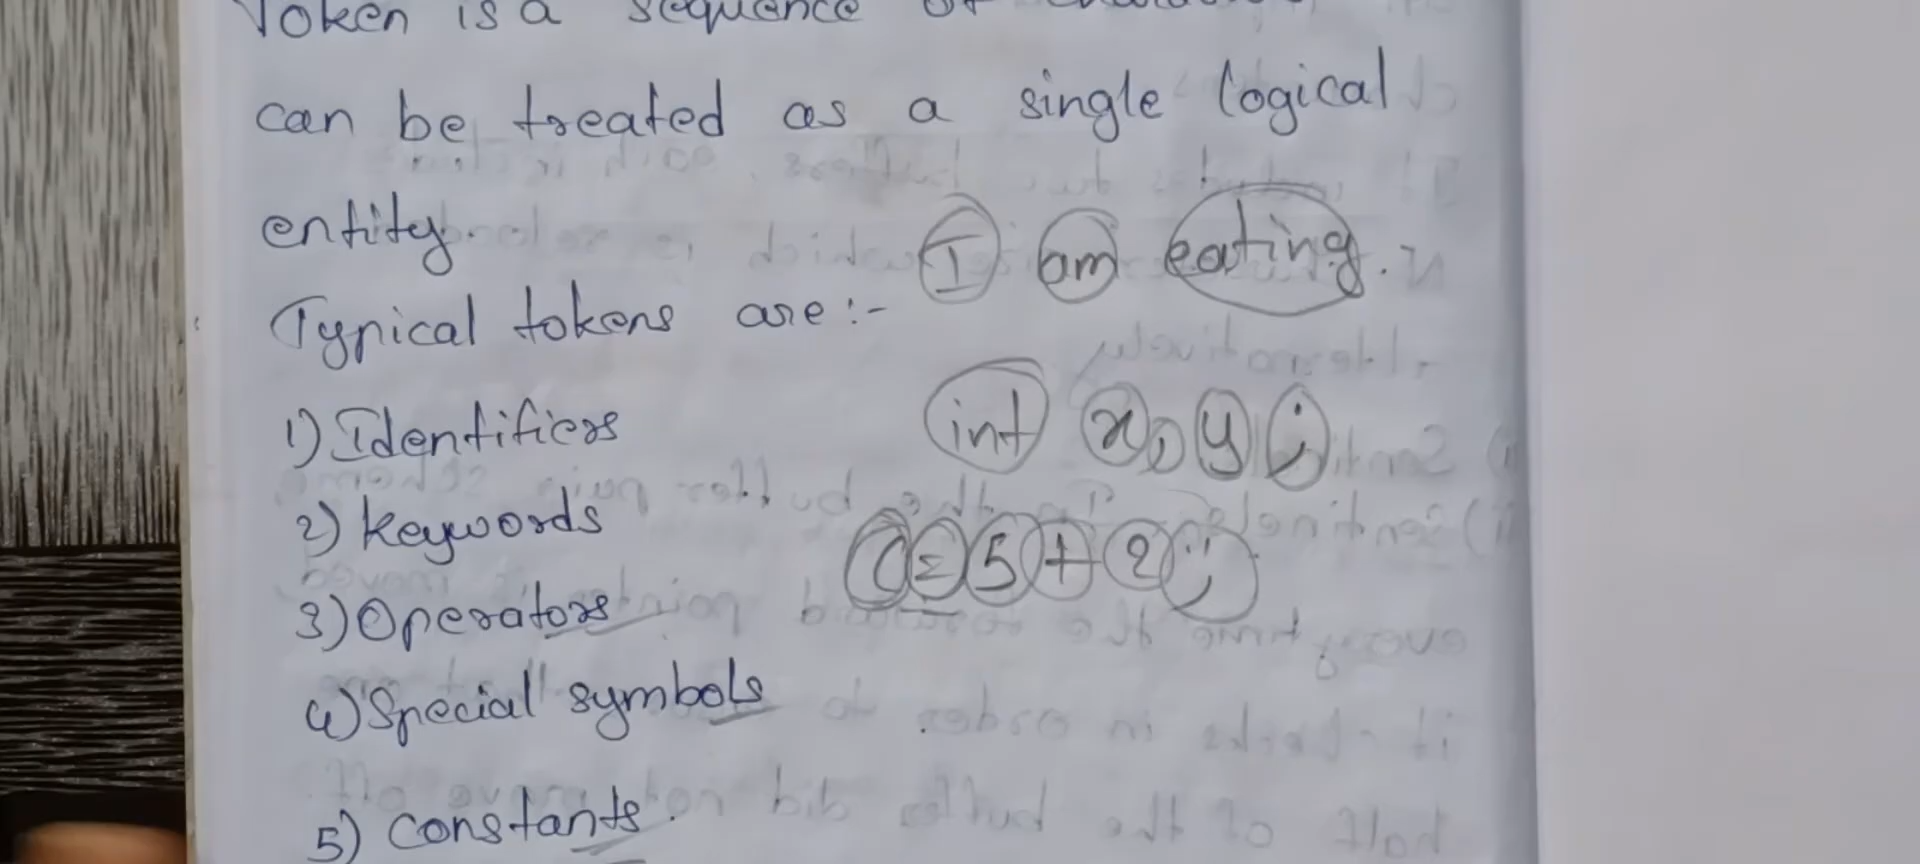 Token is a sequence of
can be treated as a single logical
entity.
I am eating.
Typical tokens are :-
1) Identifiers
int x, y ;
2) keywords
C = 5 + 2 ;
3) Operators
4) Special symbols
5) Constants.